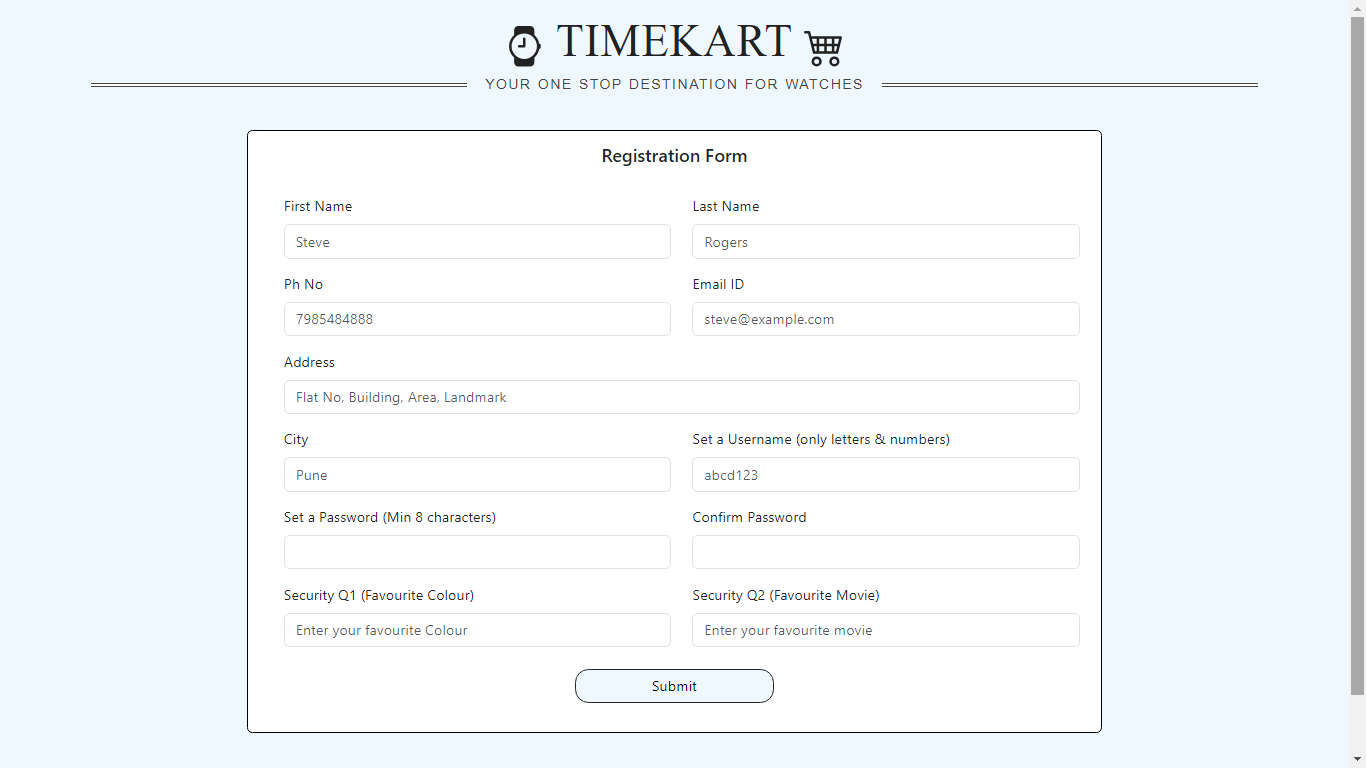 TIMEKART
YOUR ONE STOP DESTINATION FOR WATCHES
Registration Form
First Name
Last Name
Steve
Rogers
Ph No
Email ID
7985484888
steve@example.com
Address
Flat No, Building, Area, Landmark
City
Set a Username (only letters & numbers)
Pune
abcd123
Set a Password (Min 8 characters)
Confirm Password
Security Q1 (Favourite Colour)
Security Q2 (Favourite Movie)
Enter your favourite Colour
Enter your favourite movie
Submit